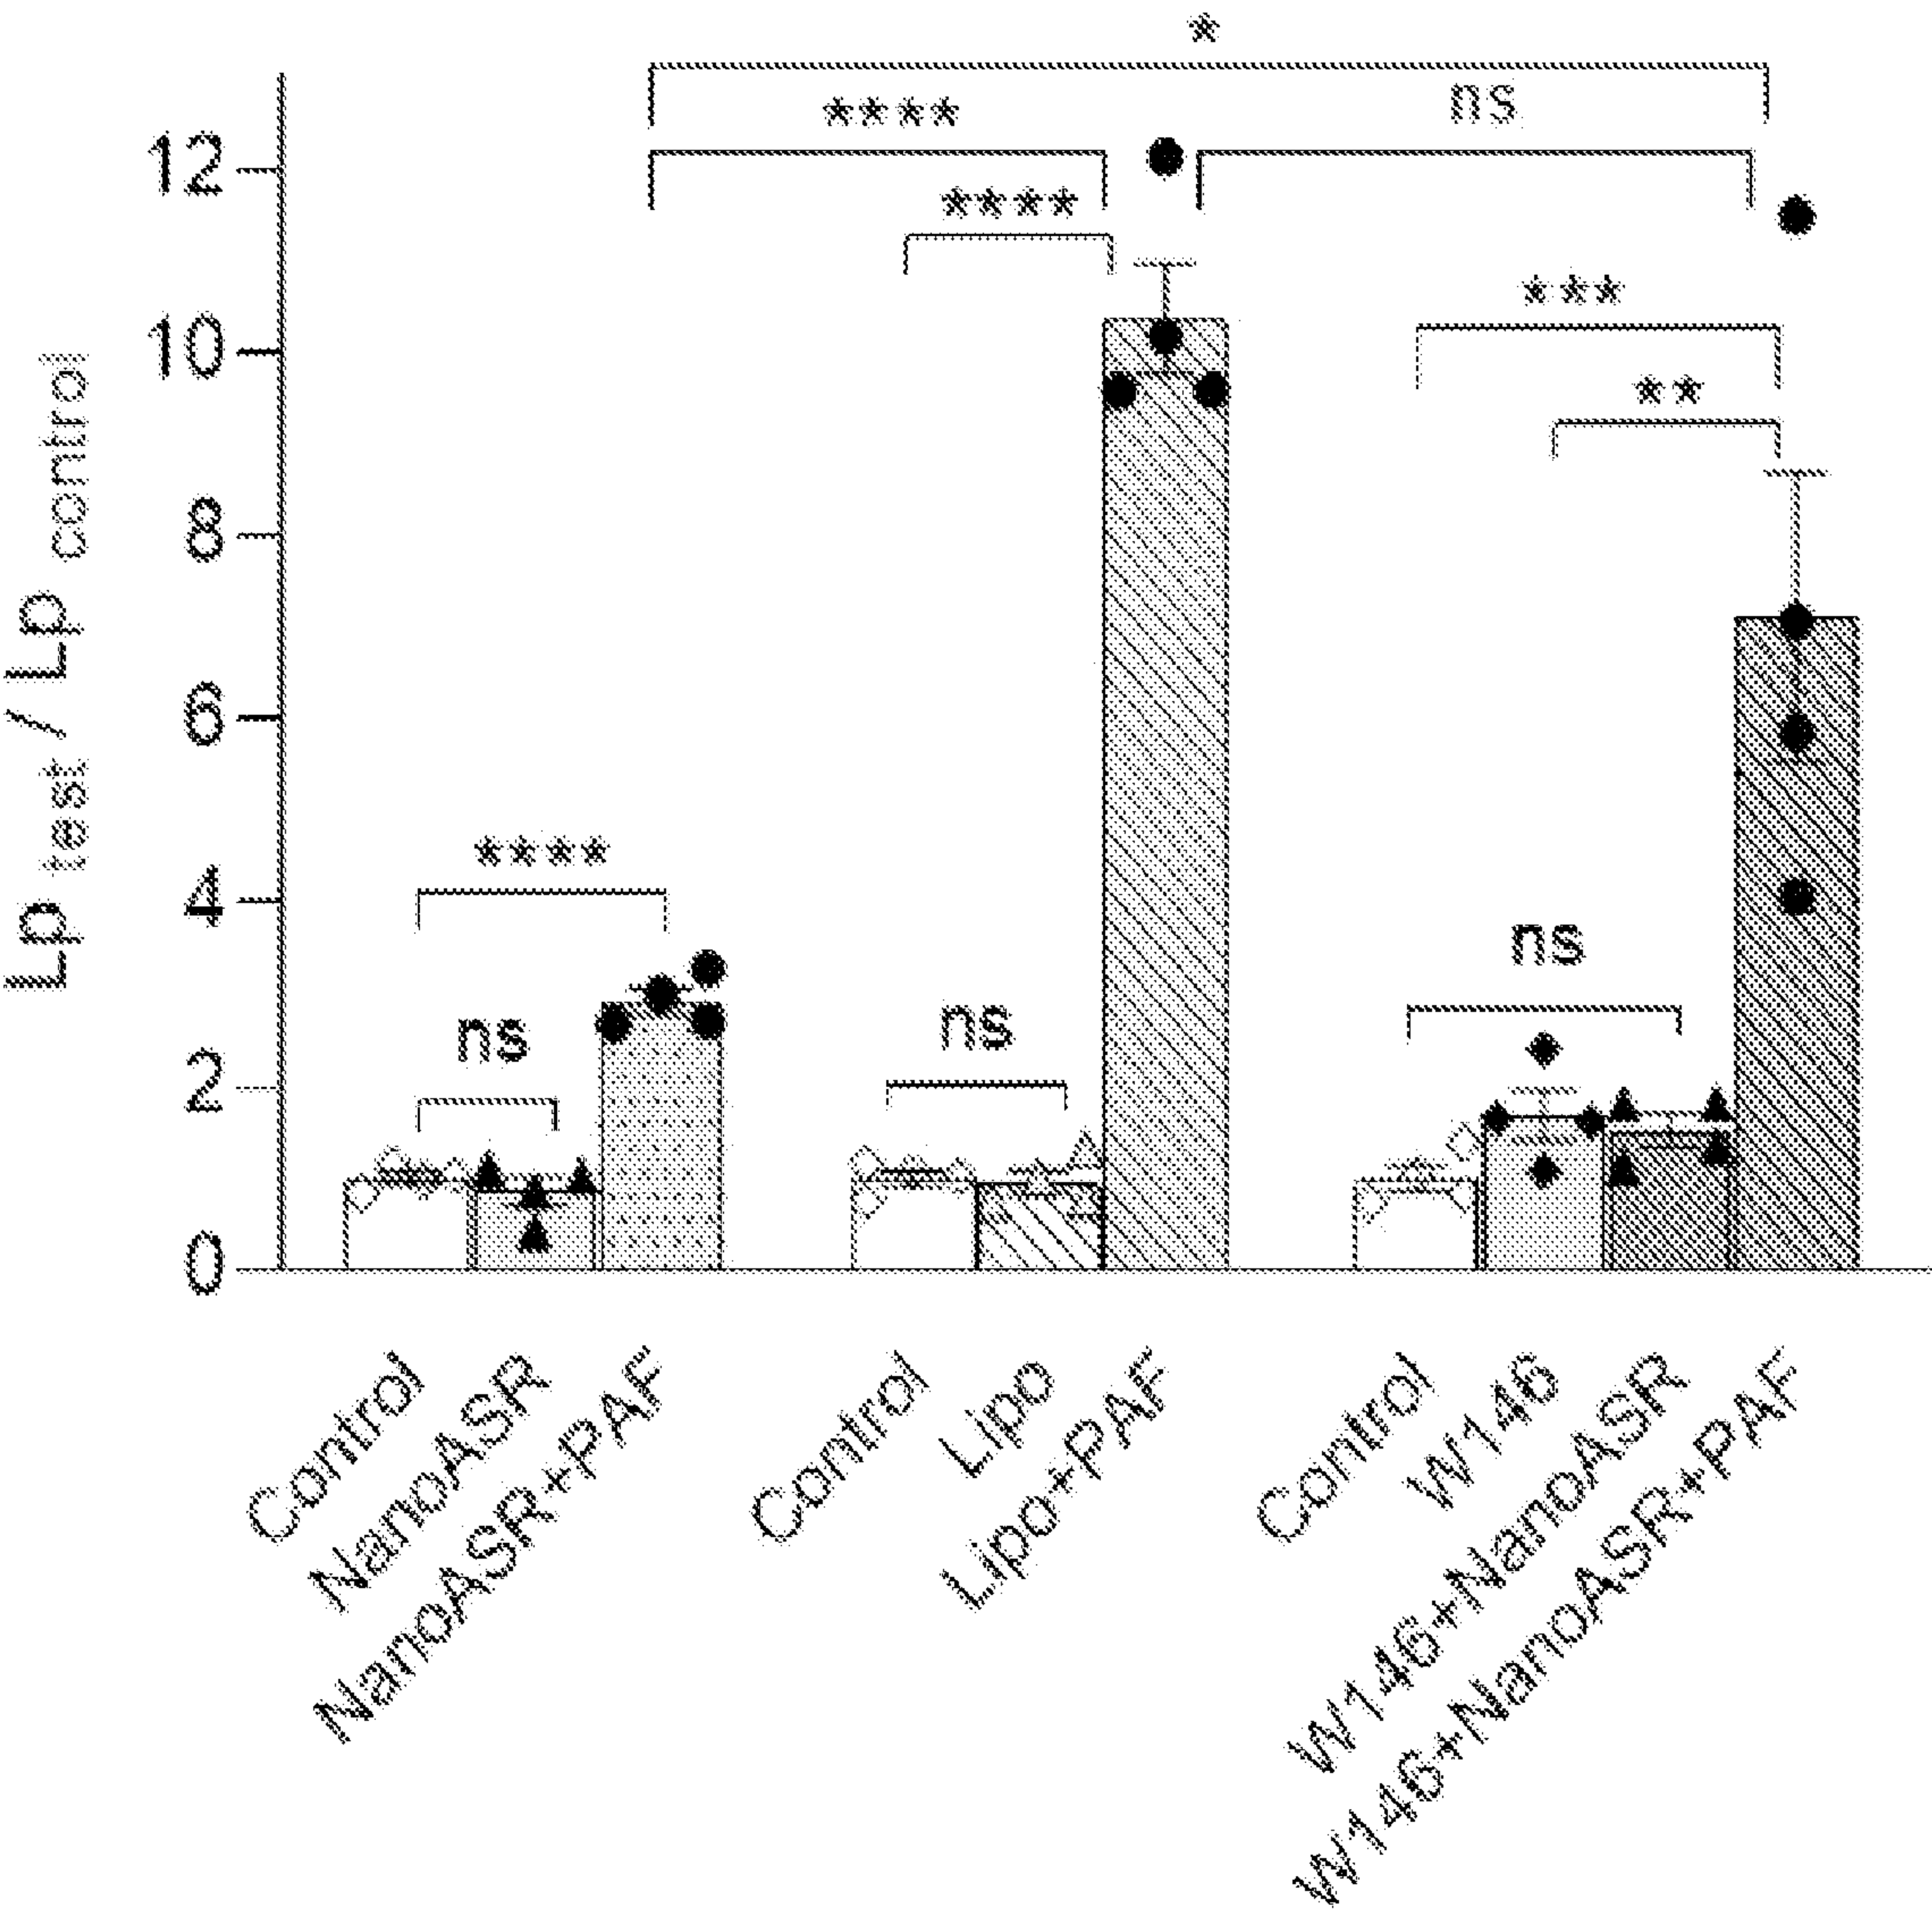 *
ns
****
12
****
10
***
**
Lp test / Lp control
8
6
****
4
ns
ns
ns
2
0
Control
NanoASR
NanoASR+PAF
Control
Lipo
Lipo+PAF
Control
W146
W146+NanoASR
W146+NanoASR+PAF